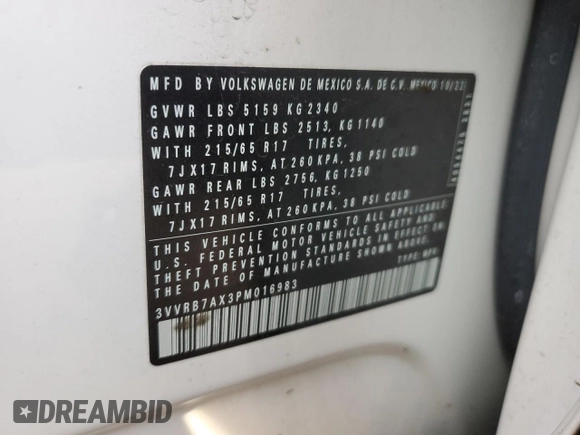 MFD BY VOLKSWAGEN DE MEXICO S.A. DE C.V. MEXICO 10/22
GVWR LBS 5159 KG 2340
GAWR FRONT LBS 2513, KG 1140
WITH 215/65 R17 TIRES,
7JX17 RIMS, AT 260 KPA, 38 PSI COLD
GAWR REAR LBS 2756, KG 1250
WITH 215/65 R17 TIRES,
7JX17 RIMS, AT 260 KPA, 38 PSI COLD
THIS VEHICLE CONFORMS TO ALL APPLICABLE
U.S. FEDERAL MOTOR VEHICLE SAFETY AND
THEFT PREVENTION STANDARDS IN EFFECT ON
THE DATE OF MANUFACTURE SHOWN ABOVE.
TYPE: MPV
3VVRB7AX3PM016983
DREAMBID